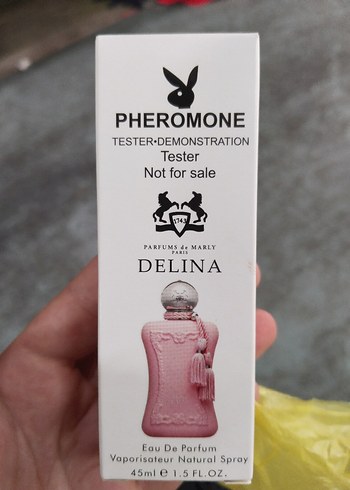 PHEROMONE
TESTER•DEMONSTRATION
Tester
Not for sale
1743
PARFUMS de MARLY
PARIS
DELINA
Eau De Parfum
Vaporisateur Natural Spray
45ml e 1.5 FL.OZ.